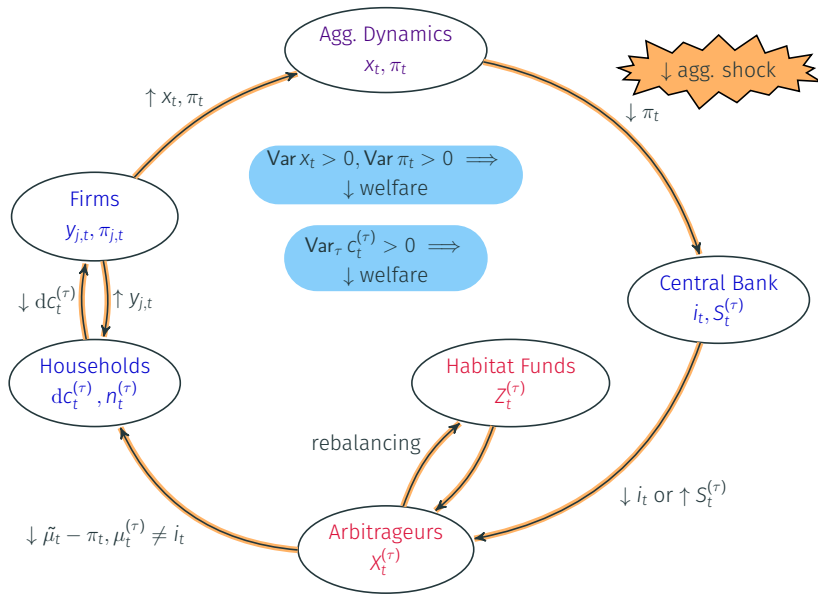 Agg. Dynamics
x_t, π_t
↓ agg. shock
↑ x_t, π_t
↓ π_t
Var x_t > 0, Var π_t > 0 ⟹
↓ welfare
Firms
y_{j,t}, π_{j,t}
Var_τ c_t^{(τ)} > 0 ⟹
↓ welfare
↓ dc_t^{(τ)}
↑ y_{j,t}
Central Bank
i_t, S_t^{(τ)}
Households
dc_t^{(τ)}, n_t^{(τ)}
Habitat Funds
Z_t^{(τ)}
rebalancing
↓ i_t or ↑ S_t^{(τ)}
↓ μ̃_t − π_t, μ_t^{(τ)} ≠ i_t
Arbitrageurs
X_t^{(τ)}